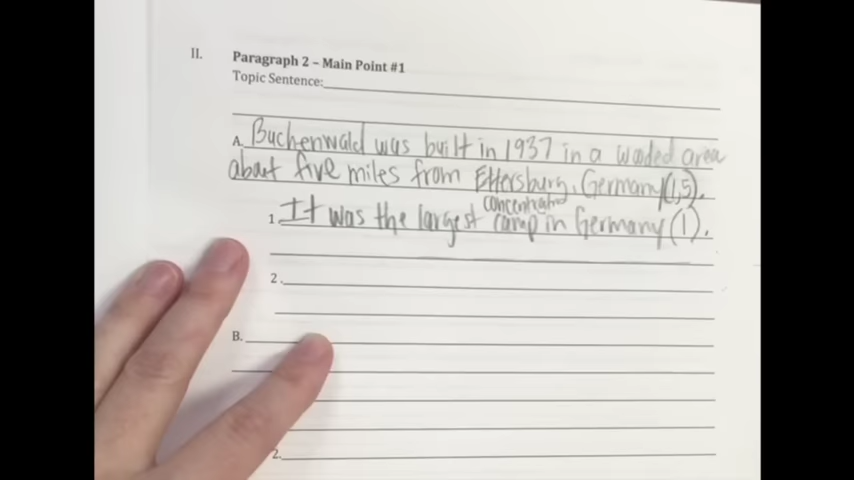 II. Paragraph 2 – Main Point #1
Topic Sentence:
A. Buchenwald was built in 1937 in a wooded area
about five miles from Ettersburg, Germany (1,5).
concentration
1. It was the largest camp in Germany (1).
2.
B.
2.